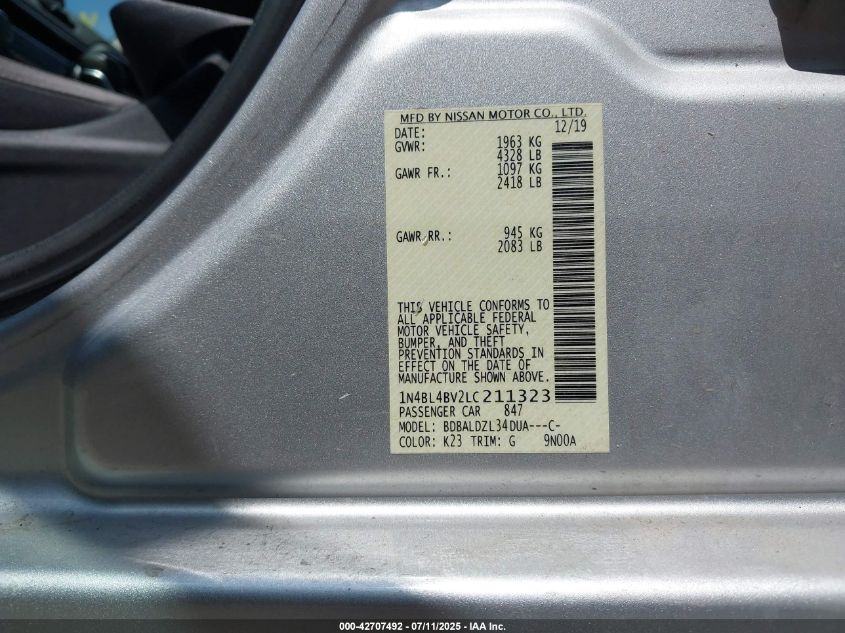 MFD BY NISSAN MOTOR CO., LTD.
DATE: 12/19
GVWR: 1963 KG
4328 LB
GAWR FR.: 1097 KG
2418 LB
GAWR RR.: 945 KG
2083 LB
THIS VEHICLE CONFORMS TO
ALL APPLICABLE FEDERAL
MOTOR VEHICLE SAFETY,
BUMPER, AND THEFT
PREVENTION STANDARDS IN
EFFECT ON THE DATE OF
MANUFACTURE SHOWN ABOVE.
1N4BL4BV2LC211323
PASSENGER CAR 847
MODEL: BDBALDZL34DUA---C-
COLOR: K23 TRIM: G 9N00A
000-42707492 - 07/11/2025 - IAA Inc.